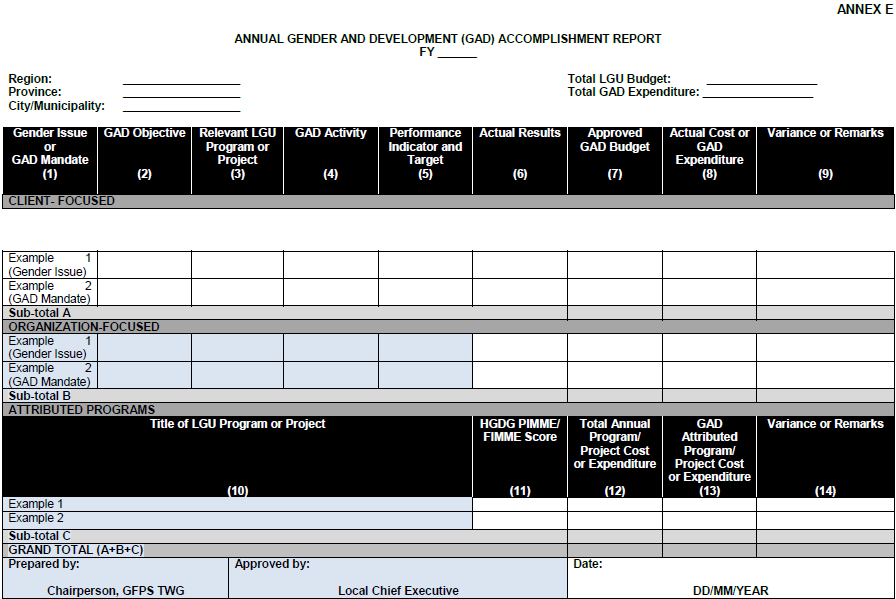 ANNEX E
ANNUAL GENDER AND DEVELOPMENT (GAD) ACCOMPLISHMENT REPORT
FY ______
Region: __________________ Total LGU Budget: _________________
Province: __________________ Total GAD Expenditure: _________________
City/Municipality: __________________
Gender Issue or GAD Mandate (1)
GAD Objective (2)
Relevant LGU Program or Project (3)
GAD Activity (4)
Performance Indicator and Target (5)
Actual Results (6)
Approved GAD Budget (7)
Actual Cost or GAD Expenditure (8)
Variance or Remarks (9)
CLIENT- FOCUSED
Example 1
(Gender Issue)
Example 2
(GAD Mandate)
Sub-total A
ORGANIZATION-FOCUSED
Example 1
(Gender Issue)
Example 2
(GAD Mandate)
Sub-total B
ATTRIBUTED PROGRAMS
Title of LGU Program or Project (10)
HGDG PIMME/ FIMME Score (11)
Total Annual Program/ Project Cost or Expenditure (12)
GAD Attributed Program/ Project Cost or Expenditure (13)
Variance or Remarks (14)
Example 1
Example 2
Sub-total C
GRAND TOTAL (A+B+C)
Prepared by: Approved by: Date:
Chairperson, GFPS TWG Local Chief Executive DD/MM/YEAR